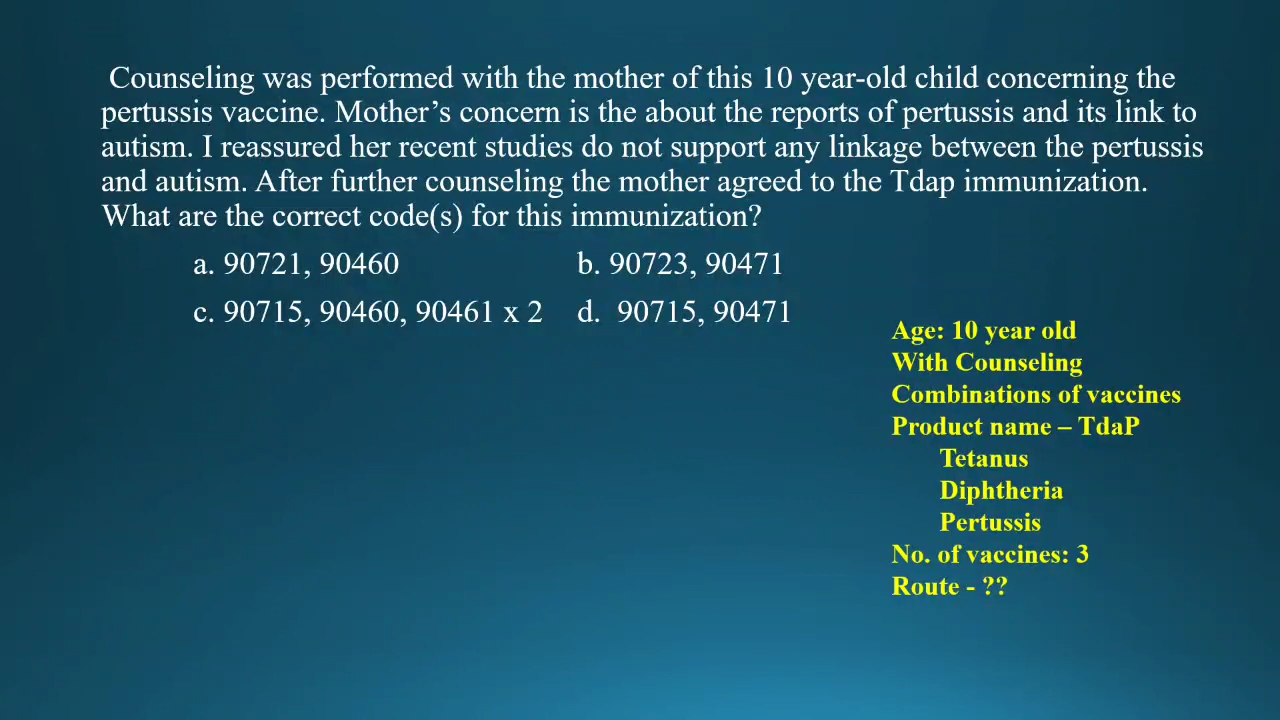 Counseling was performed with the mother of this 10 year-old child concerning the
pertussis vaccine. Mother’s concern is the about the reports of pertussis and its link to
autism. I reassured her recent studies do not support any linkage between the pertussis
and autism. After further counseling the mother agreed to the Tdap immunization.
What are the correct code(s) for this immunization?
a. 90721, 90460 b. 90723, 90471
c. 90715, 90460, 90461 x 2 d. 90715, 90471
Age: 10 year old
With Counseling
Combinations of vaccines
Product name – TdaP
Tetanus
Diphtheria
Pertussis
No. of vaccines: 3
Route - ??